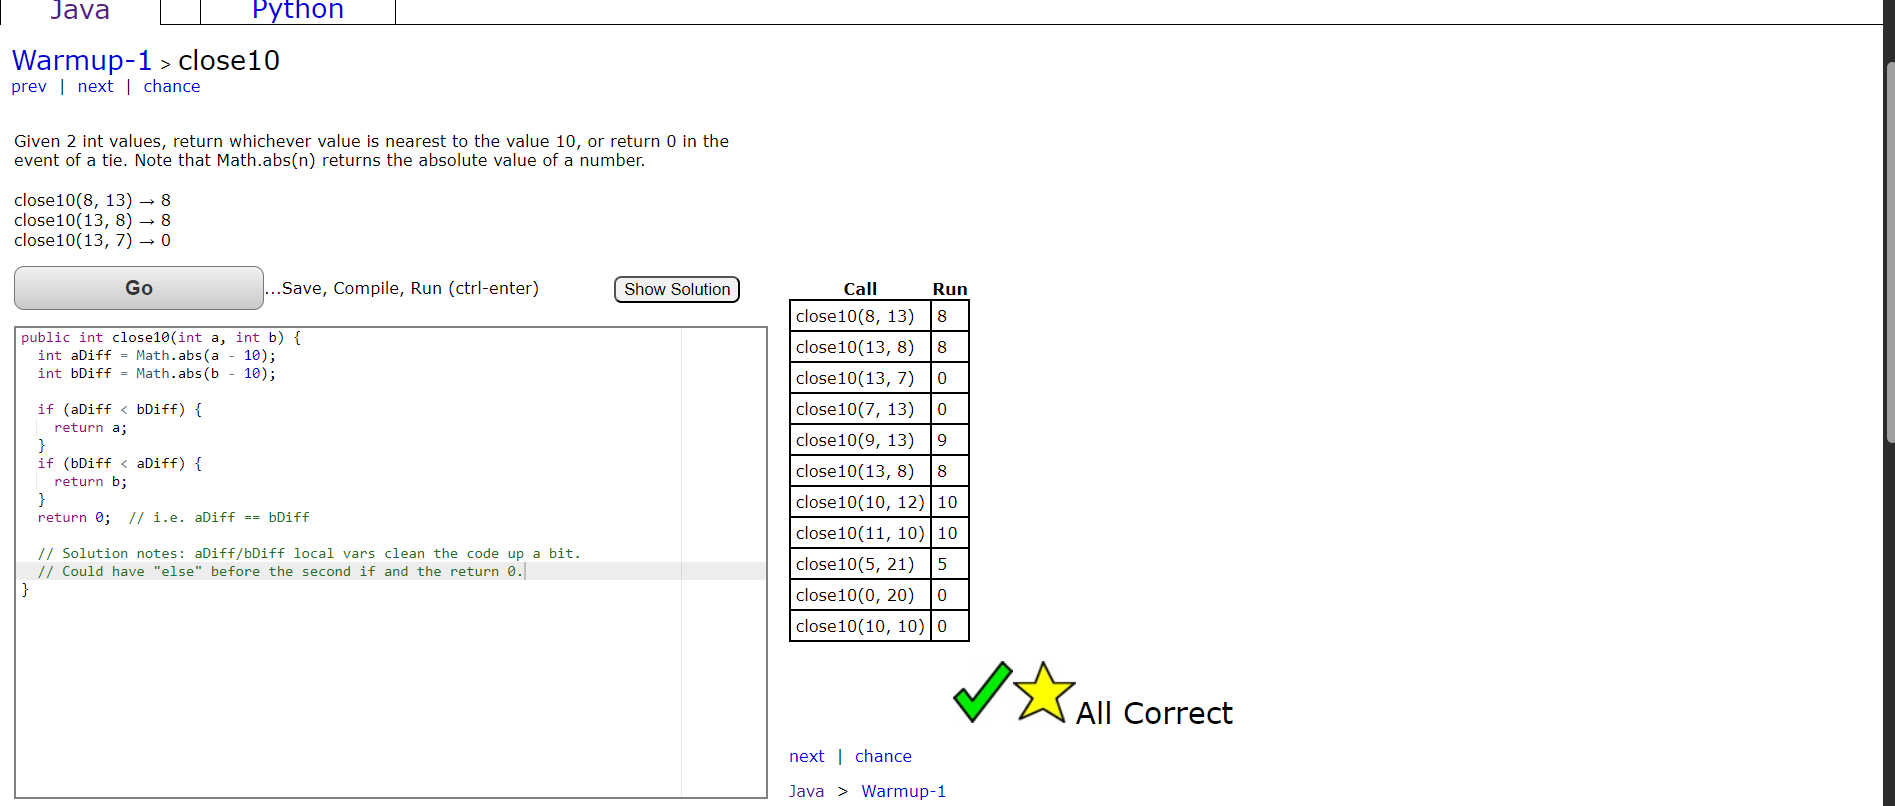 Java
Python
Warmup-1 > close10
prev | next | chance
Given 2 int values, return whichever value is nearest to the value 10, or return 0 in the
event of a tie. Note that Math.abs(n) returns the absolute value of a number.
close10(8, 13) → 8
close10(13, 8) → 8
close10(13, 7) → 0
Go
...Save, Compile, Run (ctrl-enter)
Show Solution
public int close10(int a, int b) {
  int aDiff = Math.abs(a - 10);
  int bDiff = Math.abs(b - 10);
  if (aDiff < bDiff) {
    return a;
  }
  if (bDiff < aDiff) {
    return b;
  }
  return 0;  // i.e. aDiff == bDiff
  // Solution notes: aDiff/bDiff local vars clean the code up a bit.
  // Could have "else" before the second if and the return 0.
}
Call Run
close10(8, 13) 8
close10(13, 8) 8
close10(13, 7) 0
close10(7, 13) 0
close10(9, 13) 9
close10(13, 8) 8
close10(10, 12) 10
close10(11, 10) 10
close10(5, 21) 5
close10(0, 20) 0
close10(10, 10) 0
All Correct
next | chance
Java > Warmup-1